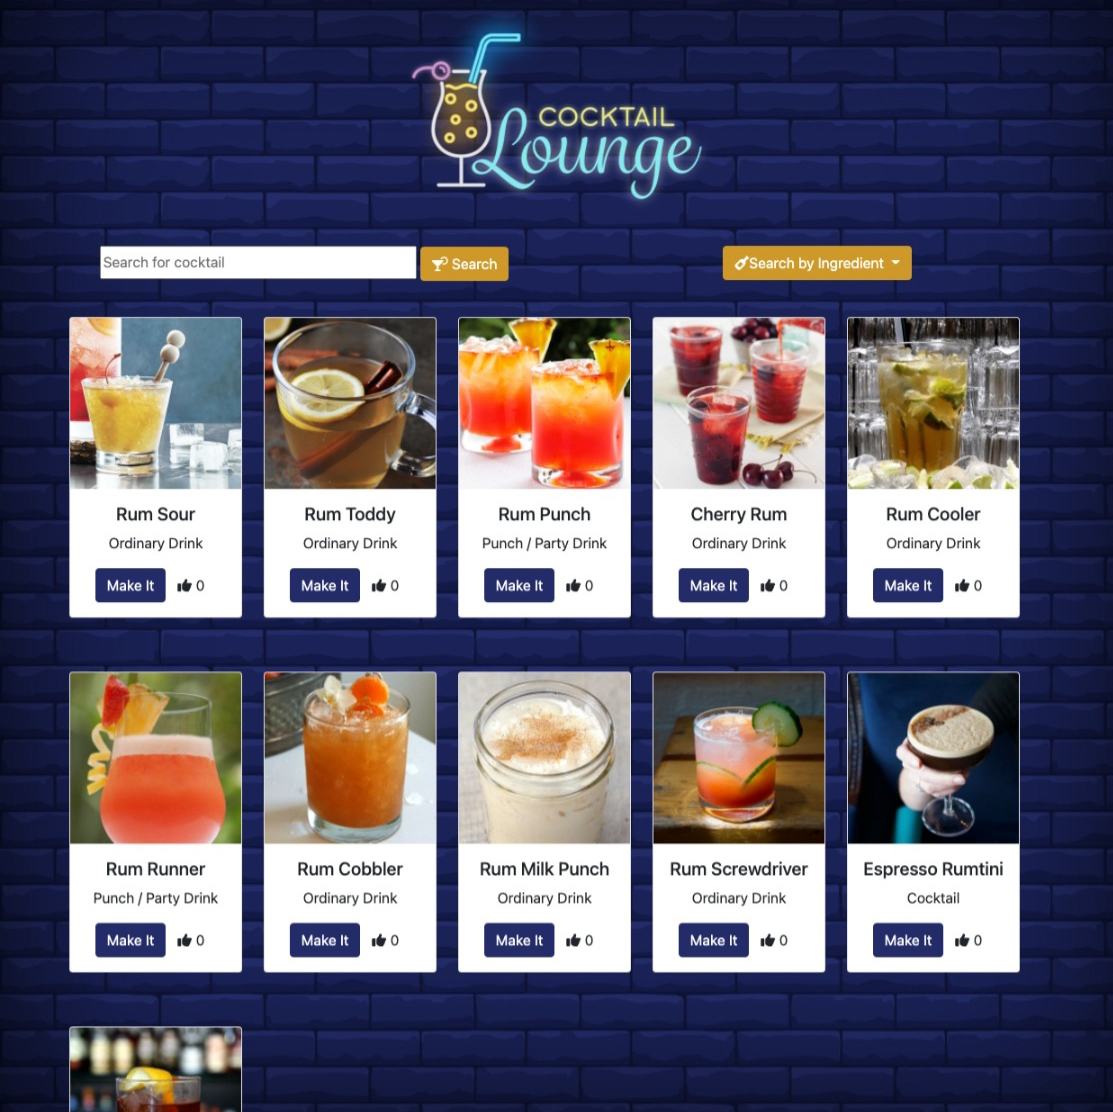 COCKTAIL
Lounge
Search for cocktail
Search
Search by Ingredient
Rum Sour
Ordinary Drink
Make It
0
Rum Toddy
Ordinary Drink
Make It
0
Rum Punch
Punch / Party Drink
Make It
0
Cherry Rum
Ordinary Drink
Make It
0
Rum Cooler
Ordinary Drink
Make It
0
Rum Runner
Punch / Party Drink
Make It
0
Rum Cobbler
Ordinary Drink
Make It
0
Rum Milk Punch
Ordinary Drink
Make It
0
Rum Screwdriver
Ordinary Drink
Make It
0
Espresso Rumtini
Cocktail
Make It
0